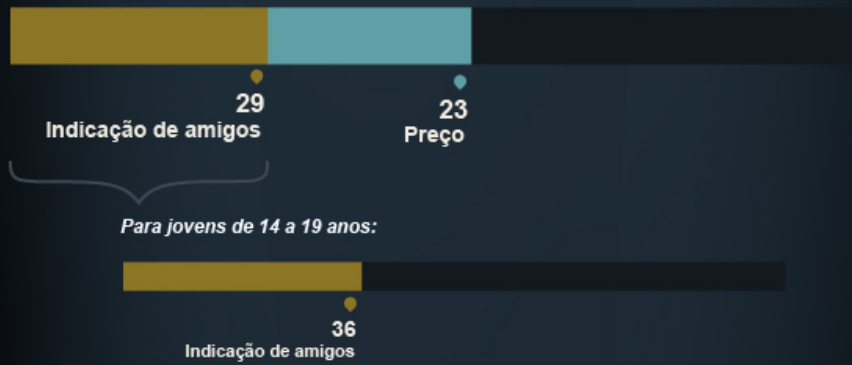 29
Indicação de amigos
23
Preço
Para jovens de 14 a 19 anos:
36
Indicação de amigos